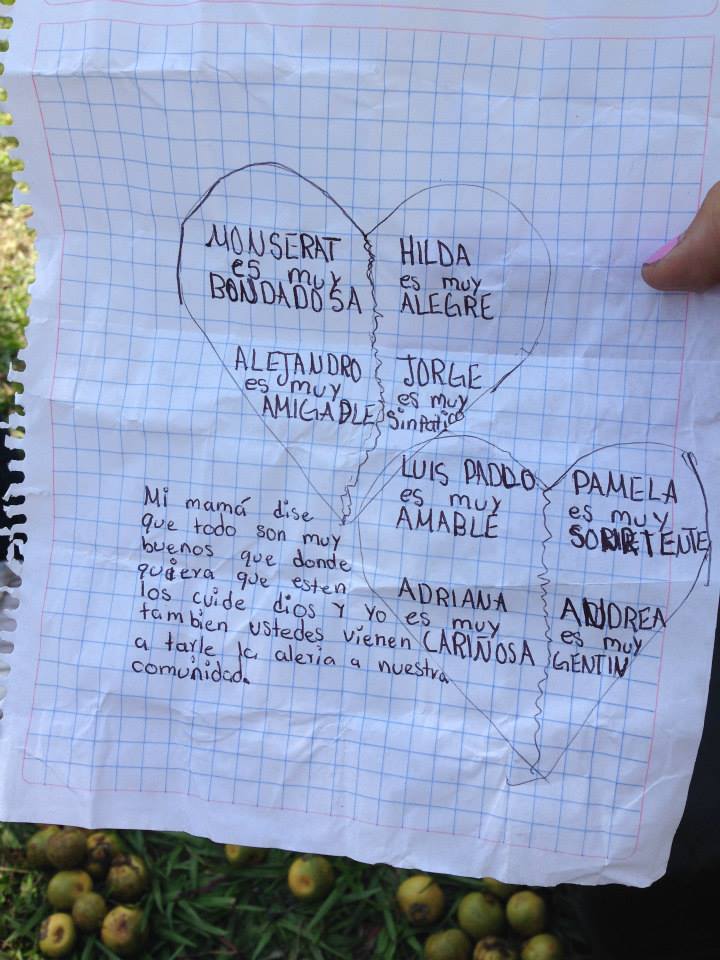 MONSERAT
es muy
BONDADOSA
HILDA
es muy
ALEGRE
ALEJANDRO
es muy
AMIGABLE
JORGE
es muy
Sinpatico
LUIS PADLO
es muy
AMABLE
PAMELA
es muy
SORRETENTE
ADRIANA
es muy
CARIÑOSA
ANDREA
es muy
GENTIN
Mi mamá dise
que todo son muy
buenos que donde
quiera que esten
los cuide dios y yo
tambien ustedes vienen
a tarle la aleria a nuestra
comunidad.